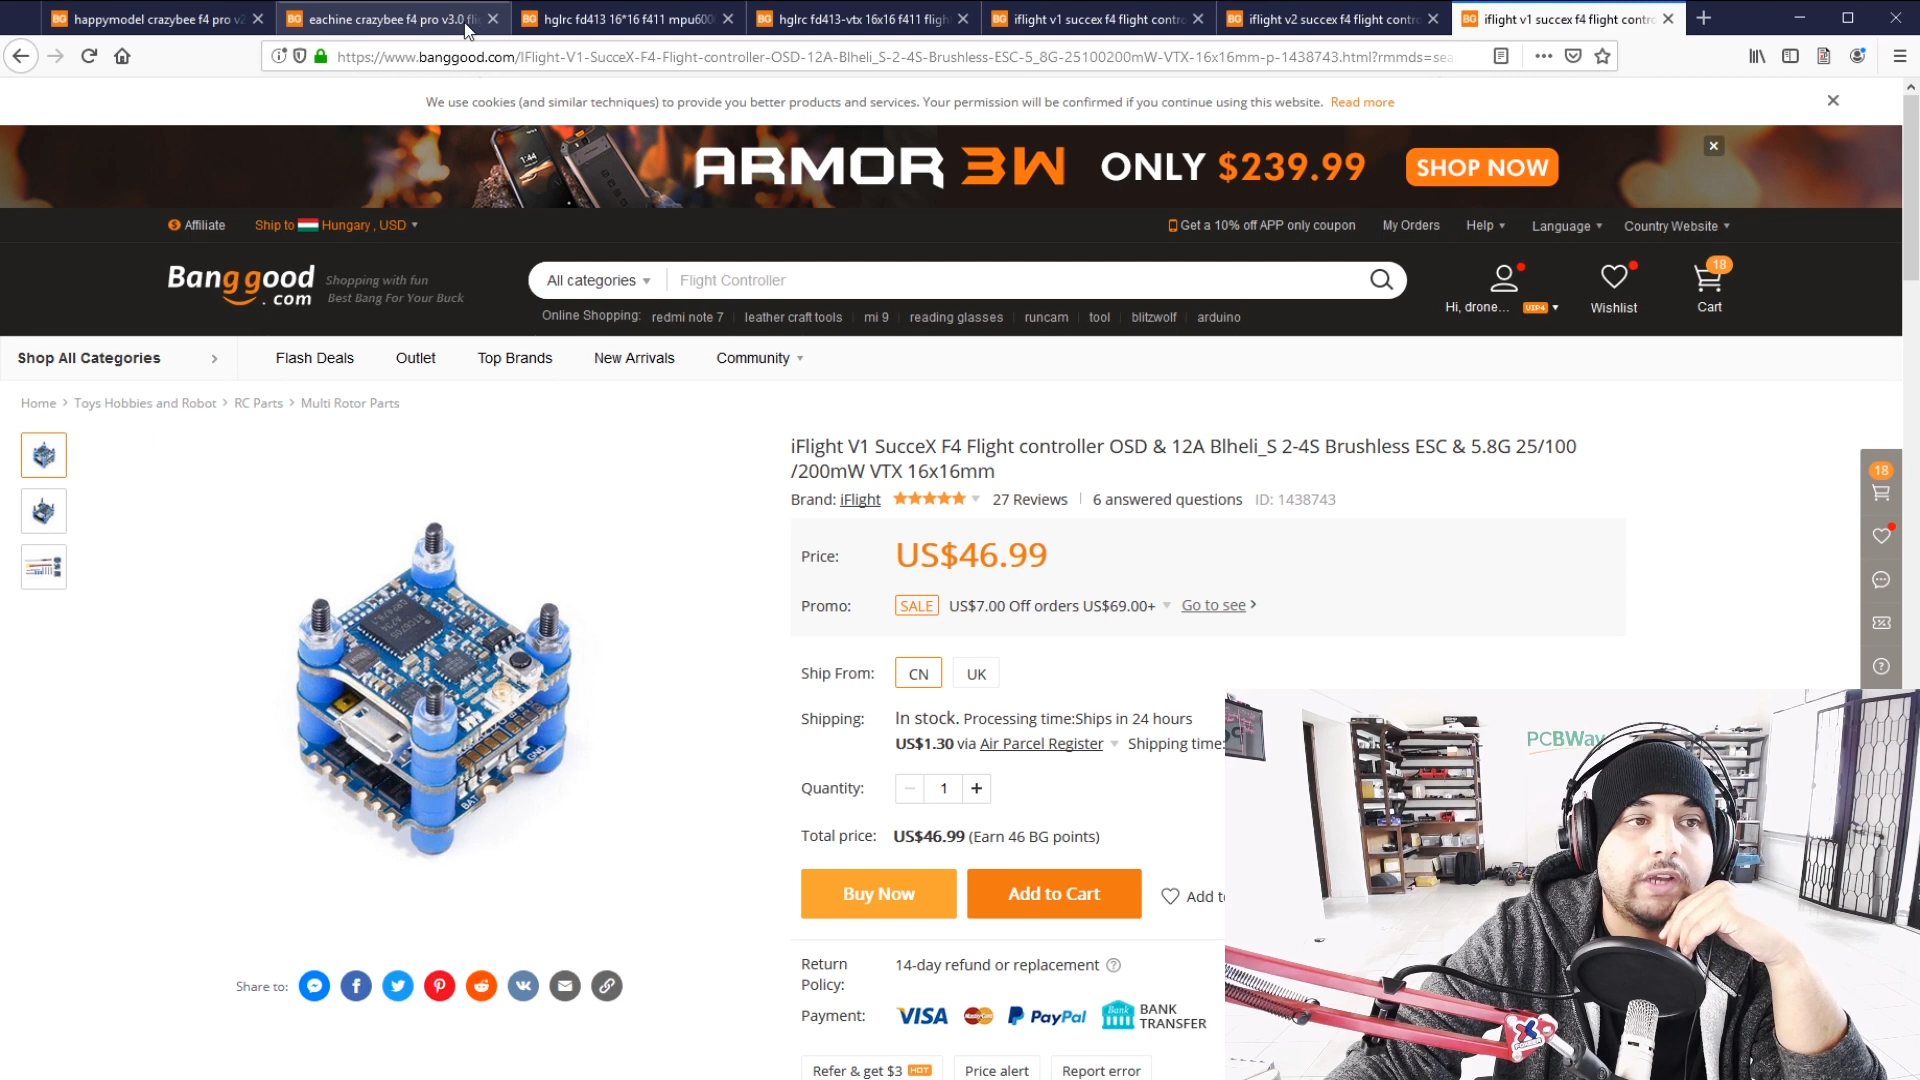 happymodel crazybee f4 pro v2
eachine crazybee f4 pro v3.0 fli
hglrc fd413 16*16 f411 mpu600
hglrc fd413-vtx 16x16 f411 flight
iflight v1 succex f4 flight contro
iflight v2 succex f4 flight contro
iflight v1 succex f4 flight contro
https://www.banggood.com/IFlight-V1-SucceX-F4-Flight-controller-OSD-12A-Blheli_S-2-4S-Brushless-ESC-5_8G-25100200mW-VTX-16x16mm-p-1438743.html?rmmds=sea
We use cookies (and similar techniques) to provide you better products and services. Your permission will be confirmed if you continue using this website. Read more
ARMOR 3W ONLY $239.99 SHOP NOW
Affiliate Ship to Hungary , USD
Get a 10% off APP only coupon My Orders Help Language Country Website
Banggood.com
Shopping with fun
Best Bang For Your Buck
All categories Flight Controller
Hi, drone... VIP4
Wishlist
18
Cart
Online Shopping: redmi note 7 leather craft tools mi 9 reading glasses runcam tool blitzwolf arduino
Shop All Categories Flash Deals Outlet Top Brands New Arrivals Community
Home > Toys Hobbies and Robot > RC Parts > Multi Rotor Parts
iFlight V1 SucceX F4 Flight controller OSD & 12A Blheli_S 2-4S Brushless ESC & 5.8G 25/100
/200mW VTX 16x16mm
Brand: iFlight 27 Reviews 6 answered questions ID: 1438743
18
Price: US$46.99
Promo: SALE US$7.00 Off orders US$69.00+ Go to see >
Ship From: CN UK
Shipping: In stock. Processing time:Ships in 24 hours
US$1.30 via Air Parcel Register Shipping time:
Quantity: 1
Total price: US$46.99 (Earn 46 BG points)
Buy Now Add to Cart Add t
Return
Policy:
14-day refund or replacement
Payment: VISA MasterCard PayPal Bank BANK
TRANSFER
Share to:
Refer & get $3 HOT Price alert Report error
BAT
GND
PCBWay